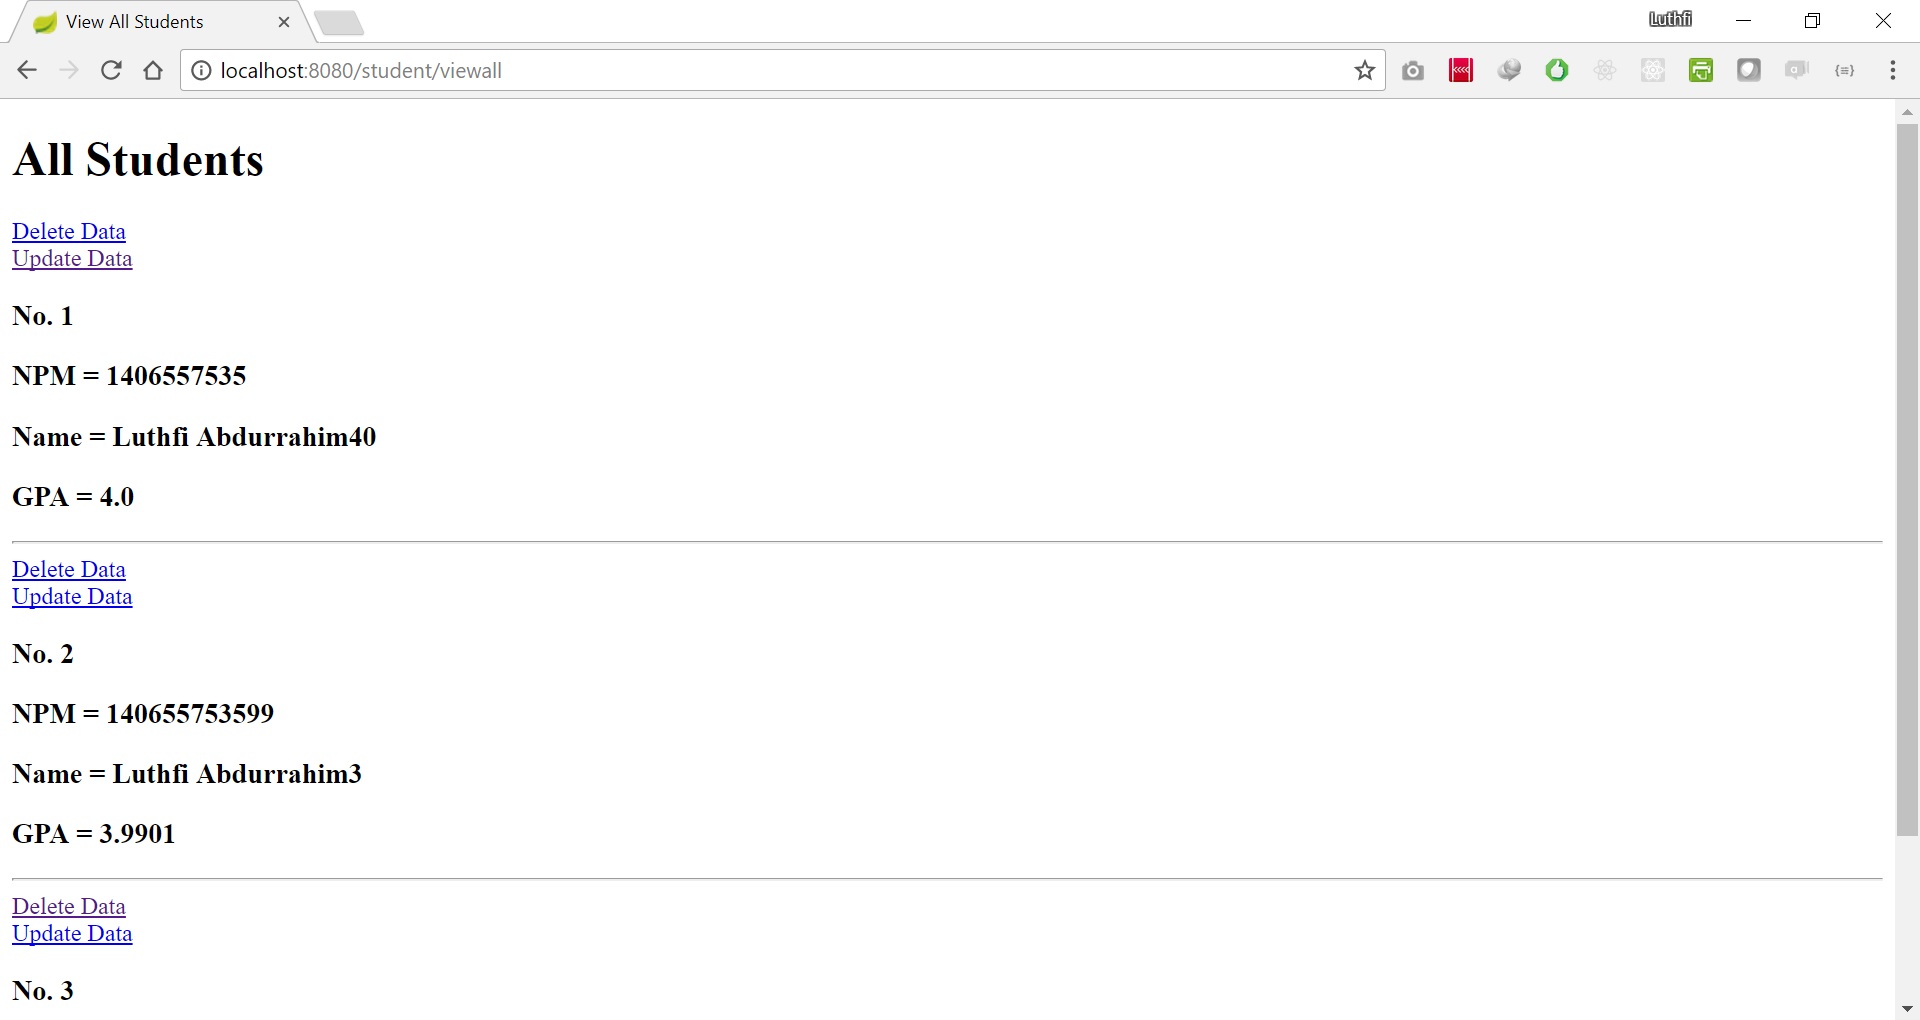 View All Students
Luthfi
localhost:8080/student/viewall
All Students
Delete Data
Update Data
No. 1
NPM = 1406557535
Name = Luthfi Abdurrahim40
GPA = 4.0
Delete Data
Update Data
No. 2
NPM = 140655753599
Name = Luthfi Abdurrahim3
GPA = 3.9901
Delete Data
Update Data
No. 3